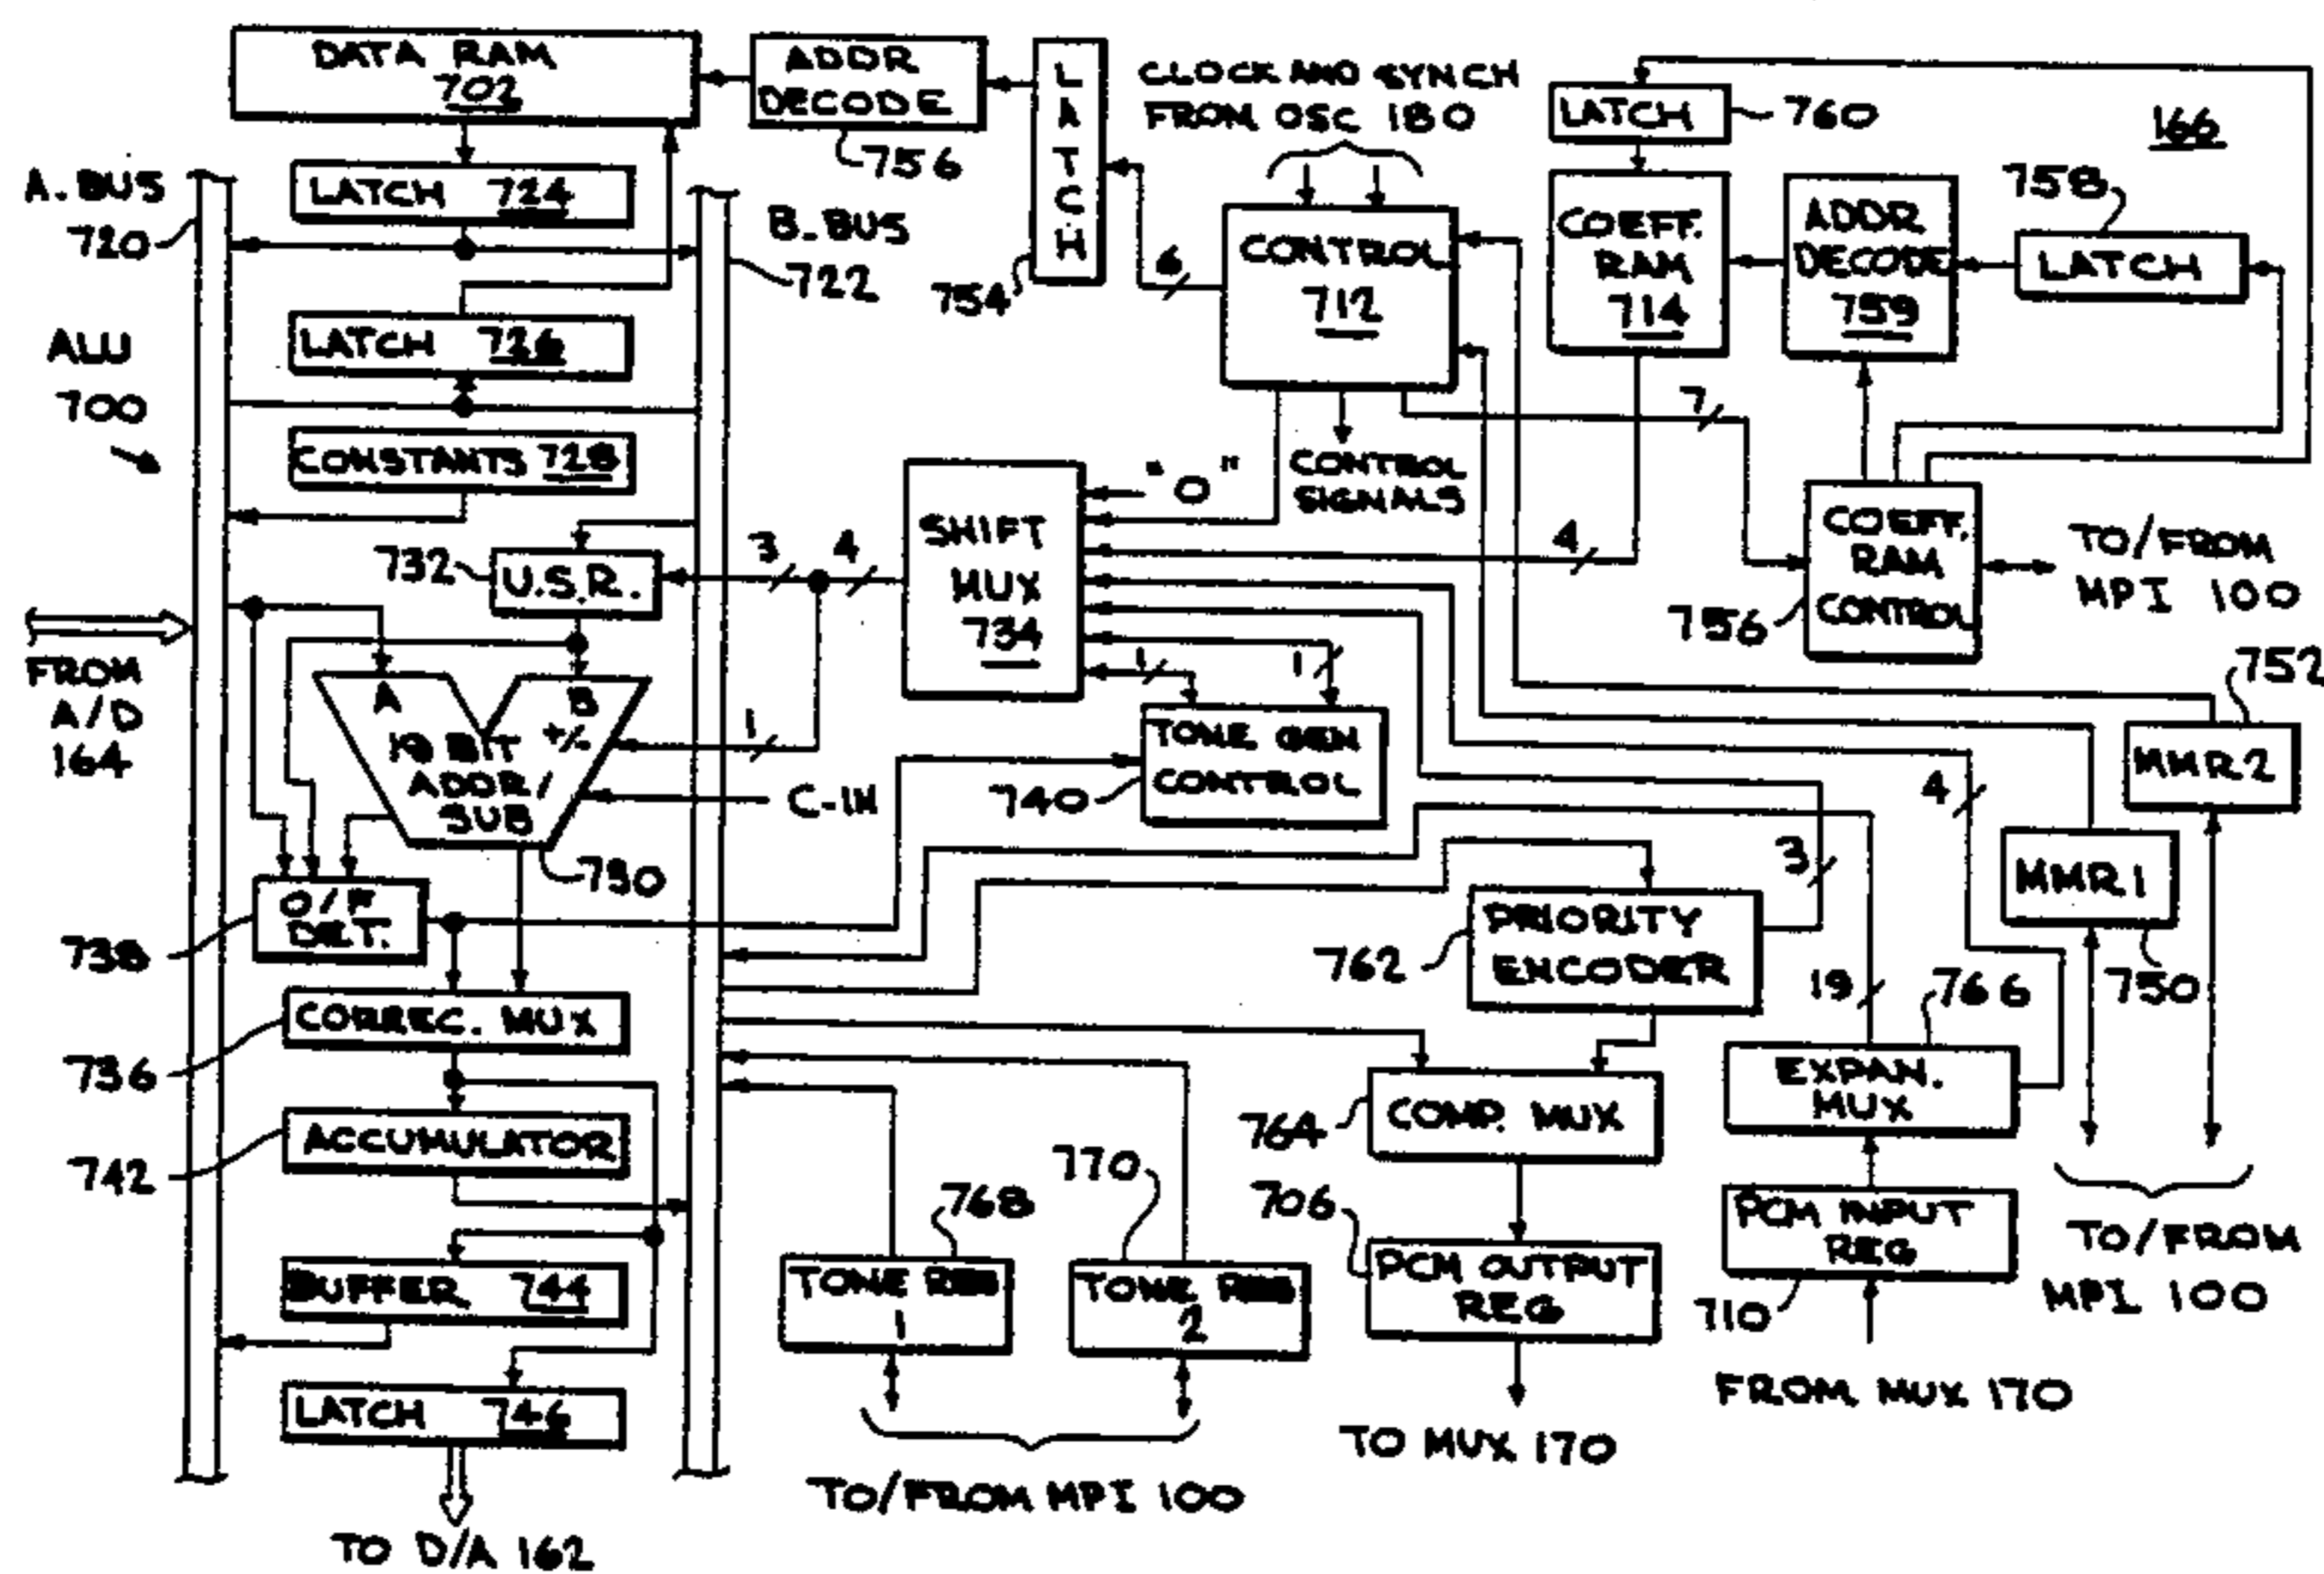 DATA RAM
702
ADDR
DECODE
756
LATCH
754
CLOCK AND SYNCH
FROM OSC 180
LATCH
760
166
A. BUS
720
LATCH 724
B. BUS
722
CONTROL
712
6
COEFF.
RAM
714
ADDR
DECODE
759
758
LATCH
ALU
700
LATCH 726
CONSTANTS 728
7
"0"
CONTROL
SIGNALS
SHIFT
MUX
734
4
COEFF.
RAM
CONTROL
756
TO/FROM
MPI 100
732
U.S.R.
3
4
FROM
A/D
164
A
B
+/-
19 BIT
ADDR/
SUB
730
1
C-IN
1
1
TONE GEN
CONTROL
740
752
MMR2
4
3
MMR1
750
738
O/F
DET.
PRIORITY
ENCODER
762
19
766
CORREC. MUX
736
EXPAN.
MUX
COMP. MUX
764
ACCUMULATOR
742
768
770
706
PCM INPUT
REG
710
TO/FROM
MPI 100
BUFFER 744
TONE REG
1
TONE REG
2
PCM OUTPUT
REG
FROM MUX 170
LATCH 746
TO MUX 170
TO/FROM MPI 100
TO D/A 162